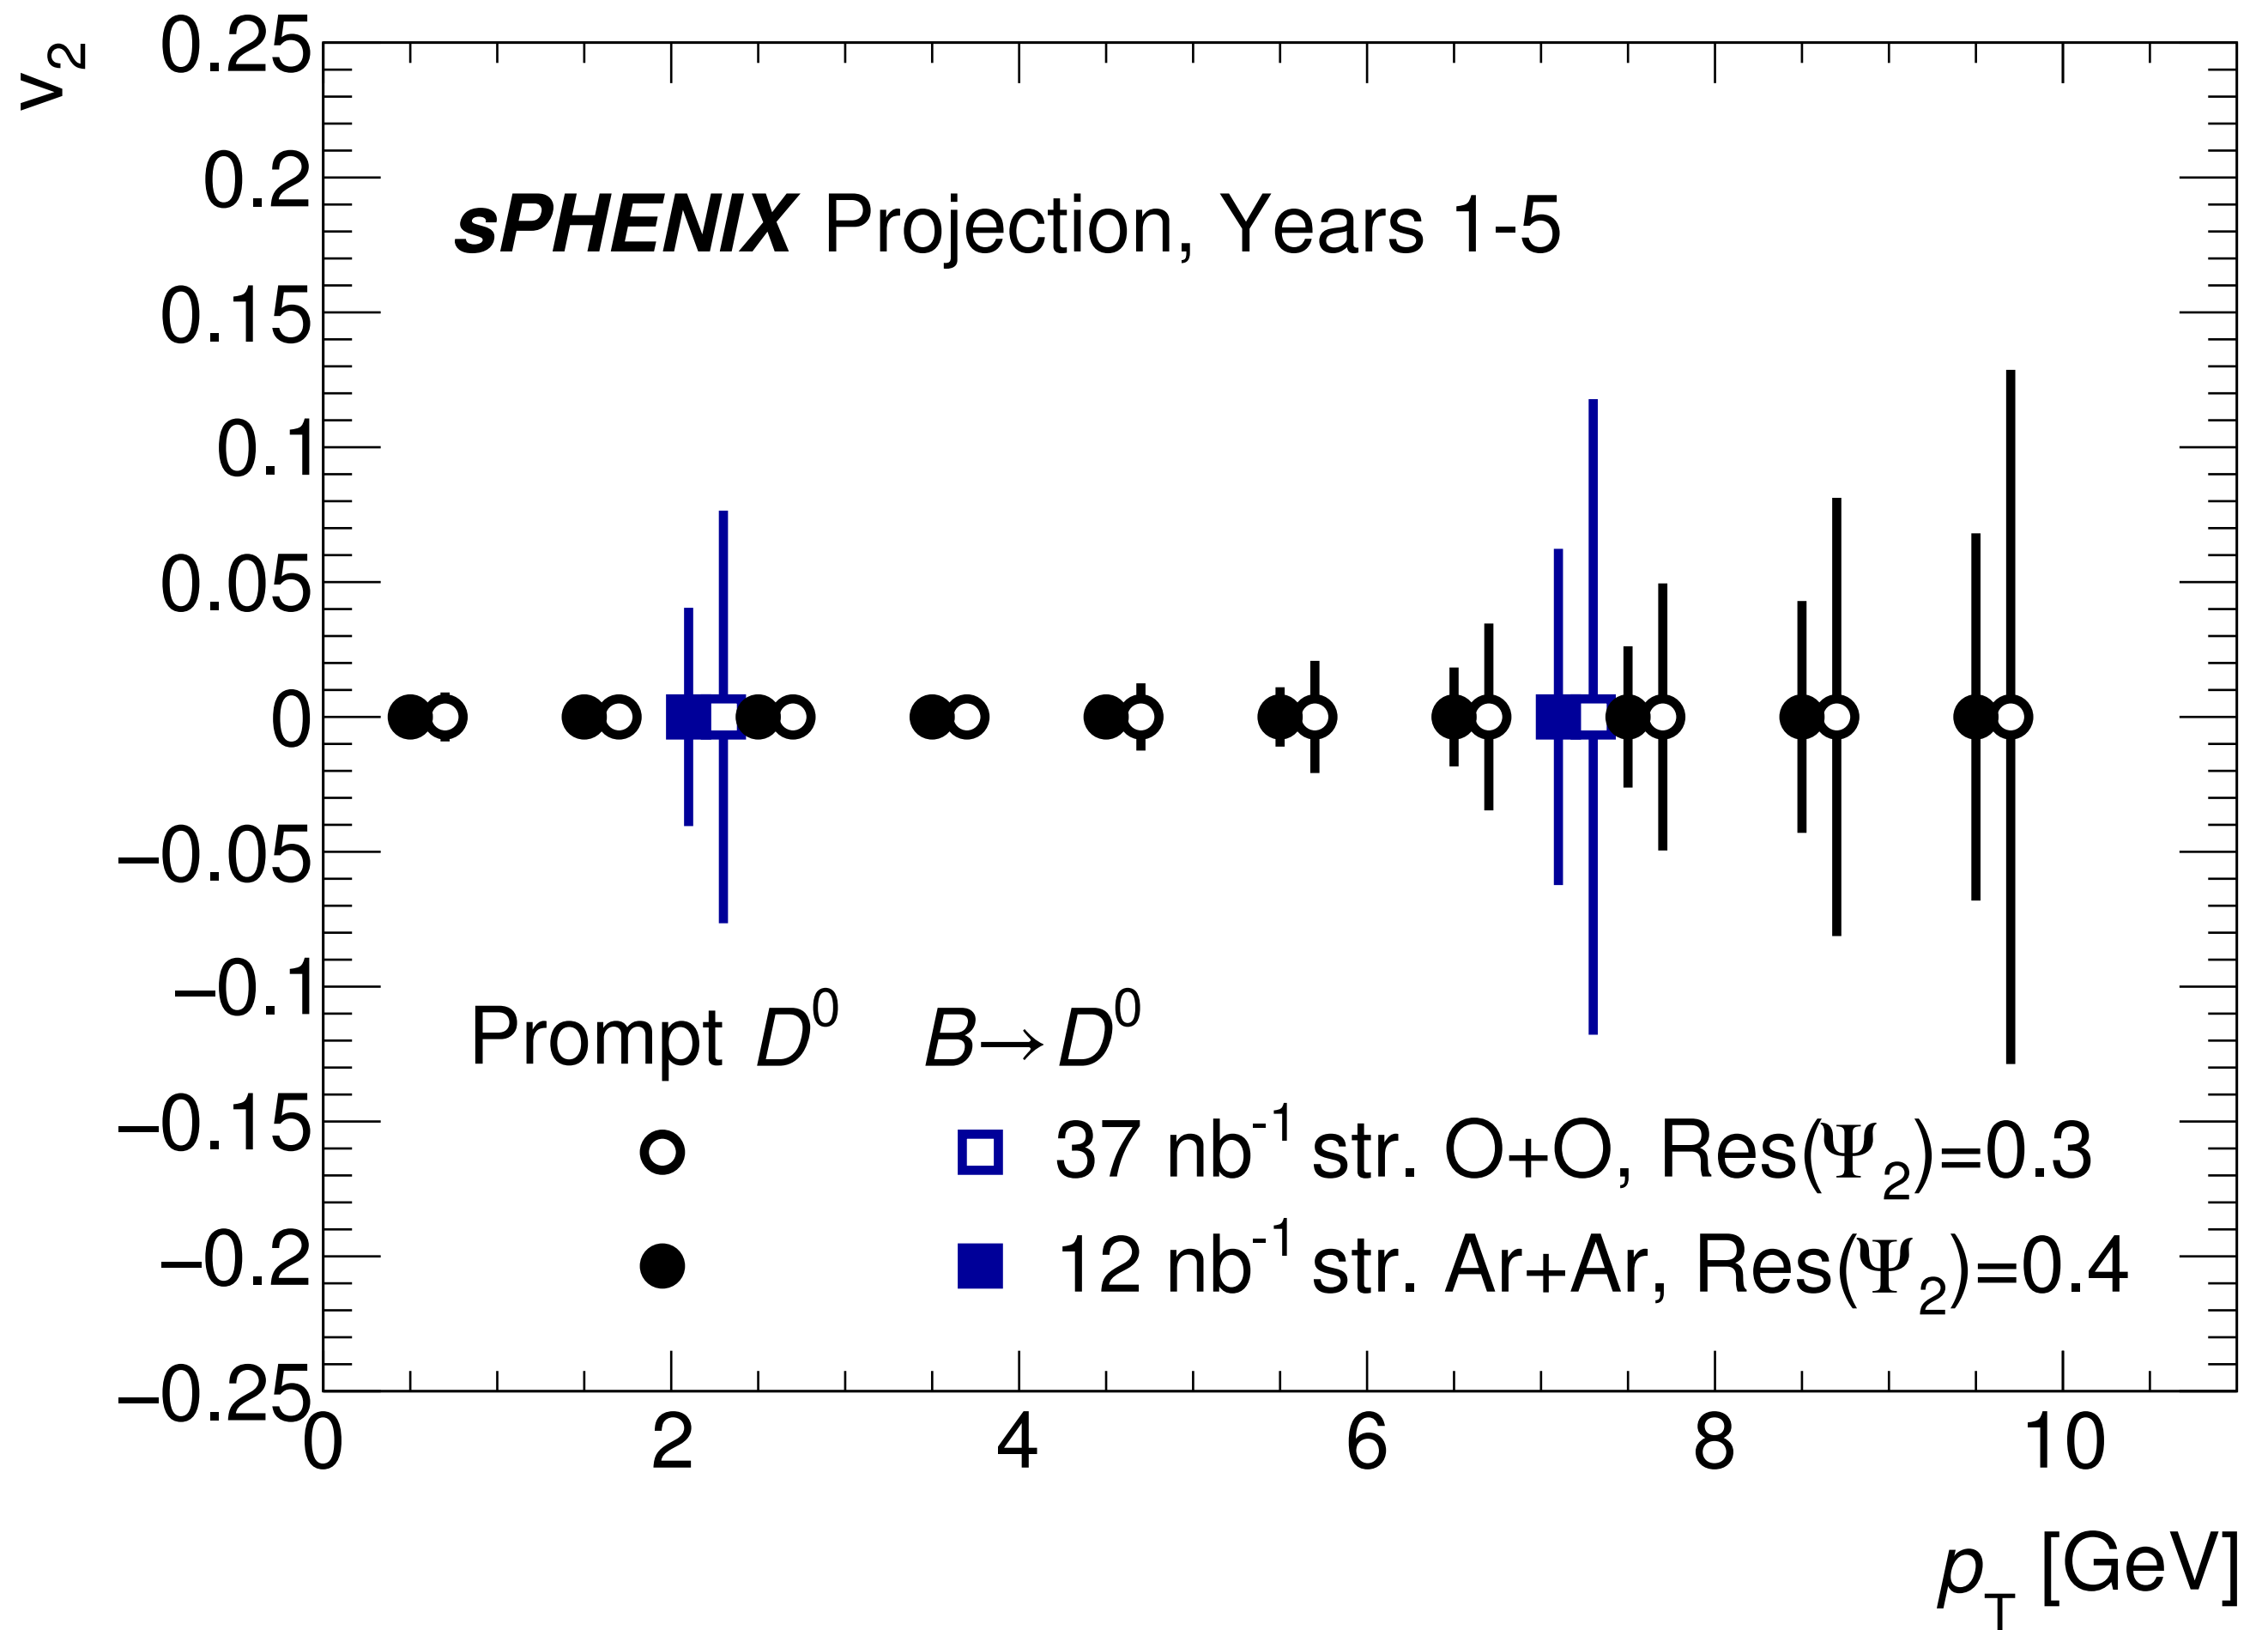 v₂
0.25
0.2
0.15
0.1
0.05
0
−0.05
−0.1
−0.15
−0.2
−0.25
sPHENIX Projection, Years 1-5
Prompt D⁰ B→D⁰
37 nb⁻¹ str. O+O, Res(Ψ₂)=0.3
12 nb⁻¹ str. Ar+Ar, Res(Ψ₂)=0.4
0 2 4 6 8 10
p_T [GeV]